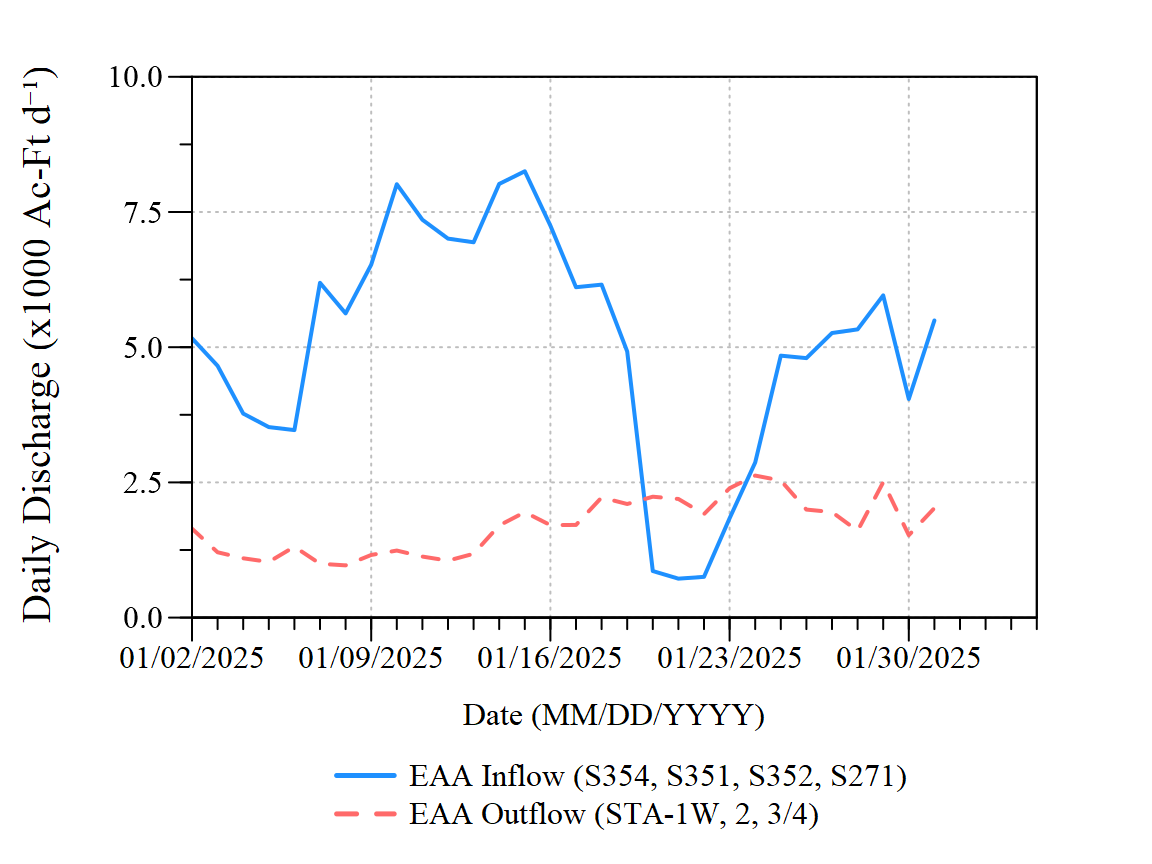 Daily Discharge (x1000 Ac-Ft d⁻¹)
10.0
7.5
5.0
2.5
0.0
01/02/2025 01/09/2025 01/16/2025 01/23/2025 01/30/2025
Date (MM/DD/YYYY)
EAA Inflow (S354, S351, S352, S271)
EAA Outflow (STA-1W, 2, 3/4)